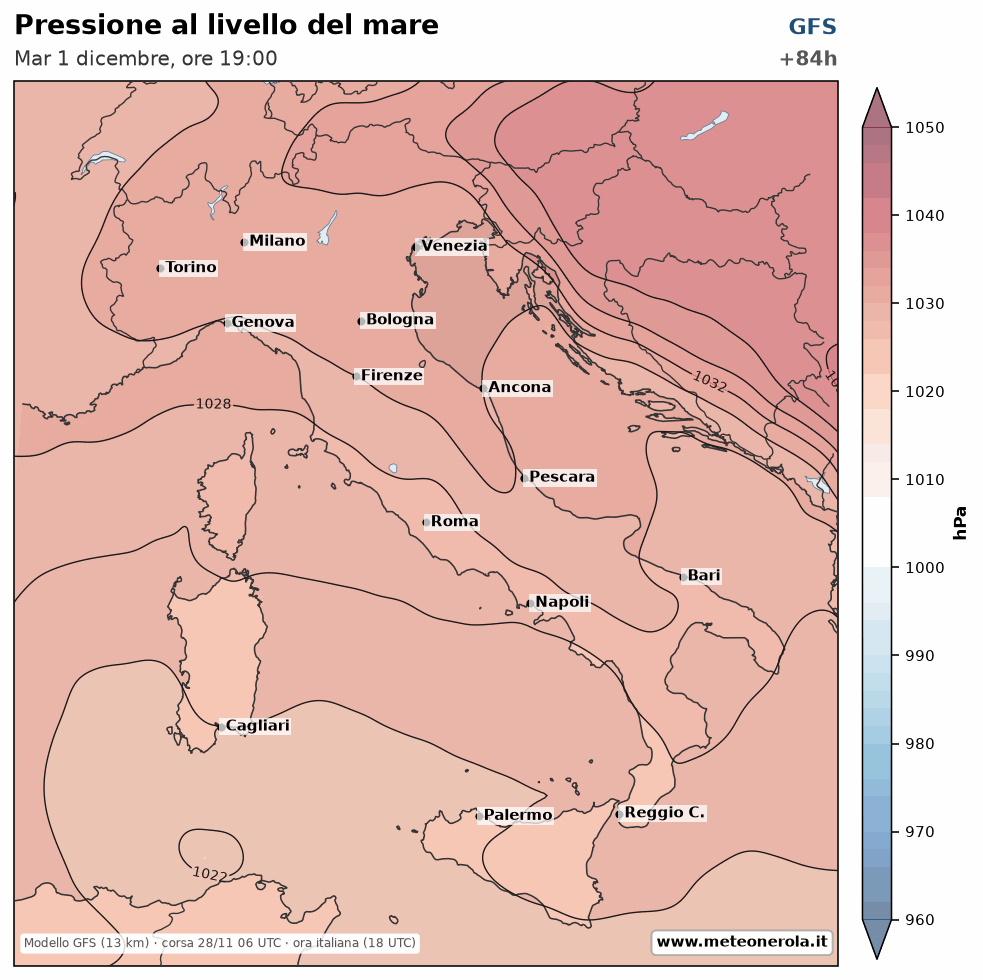 Pressione al livello del mare
GFS
Mar 1 dicembre, ore 19:00
+84h
Milano
Venezia
Torino
Genova
Bologna
Firenze
Ancona
1032
1028
Pescara
Roma
Bari
Napoli
Cagliari
Palermo
Reggio C.
1022
1050
1040
1030
1020
1010
1000
990
980
970
960
hPa
Modello GFS (13 km) · corsa 28/11 06 UTC · ora italiana (18 UTC)
www.meteonerola.it